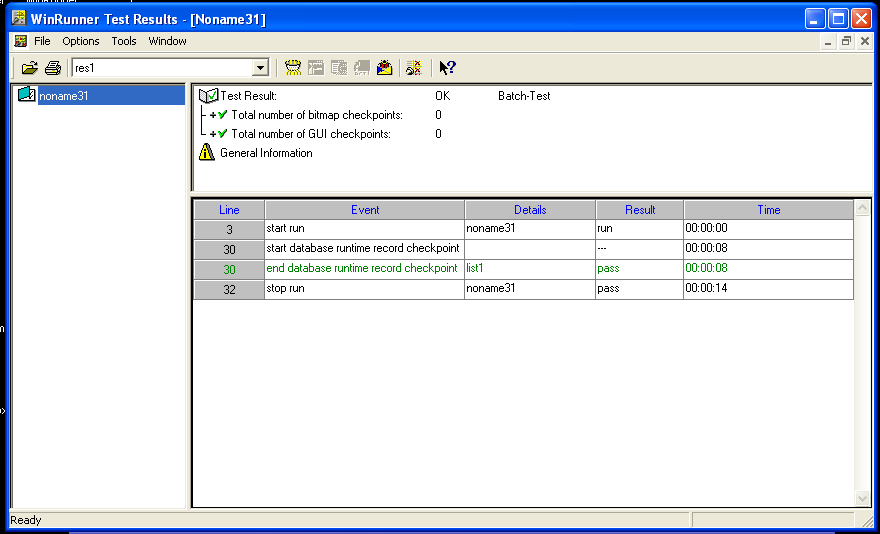 WinRunner Test Results - [Noname31]
File Options Tools Window
res1
noname31
Test Result: OK Batch-Test
Total number of bitmap checkpoints: 0
Total number of GUI checkpoints: 0
General Information
Line Event Details Result Time
3 start run noname31 run 00:00:00
30 start database runtime record checkpoint --- 00:00:08
30 end database runtime record checkpoint list1 pass 00:00:08
32 stop run noname31 pass 00:00:14
Ready